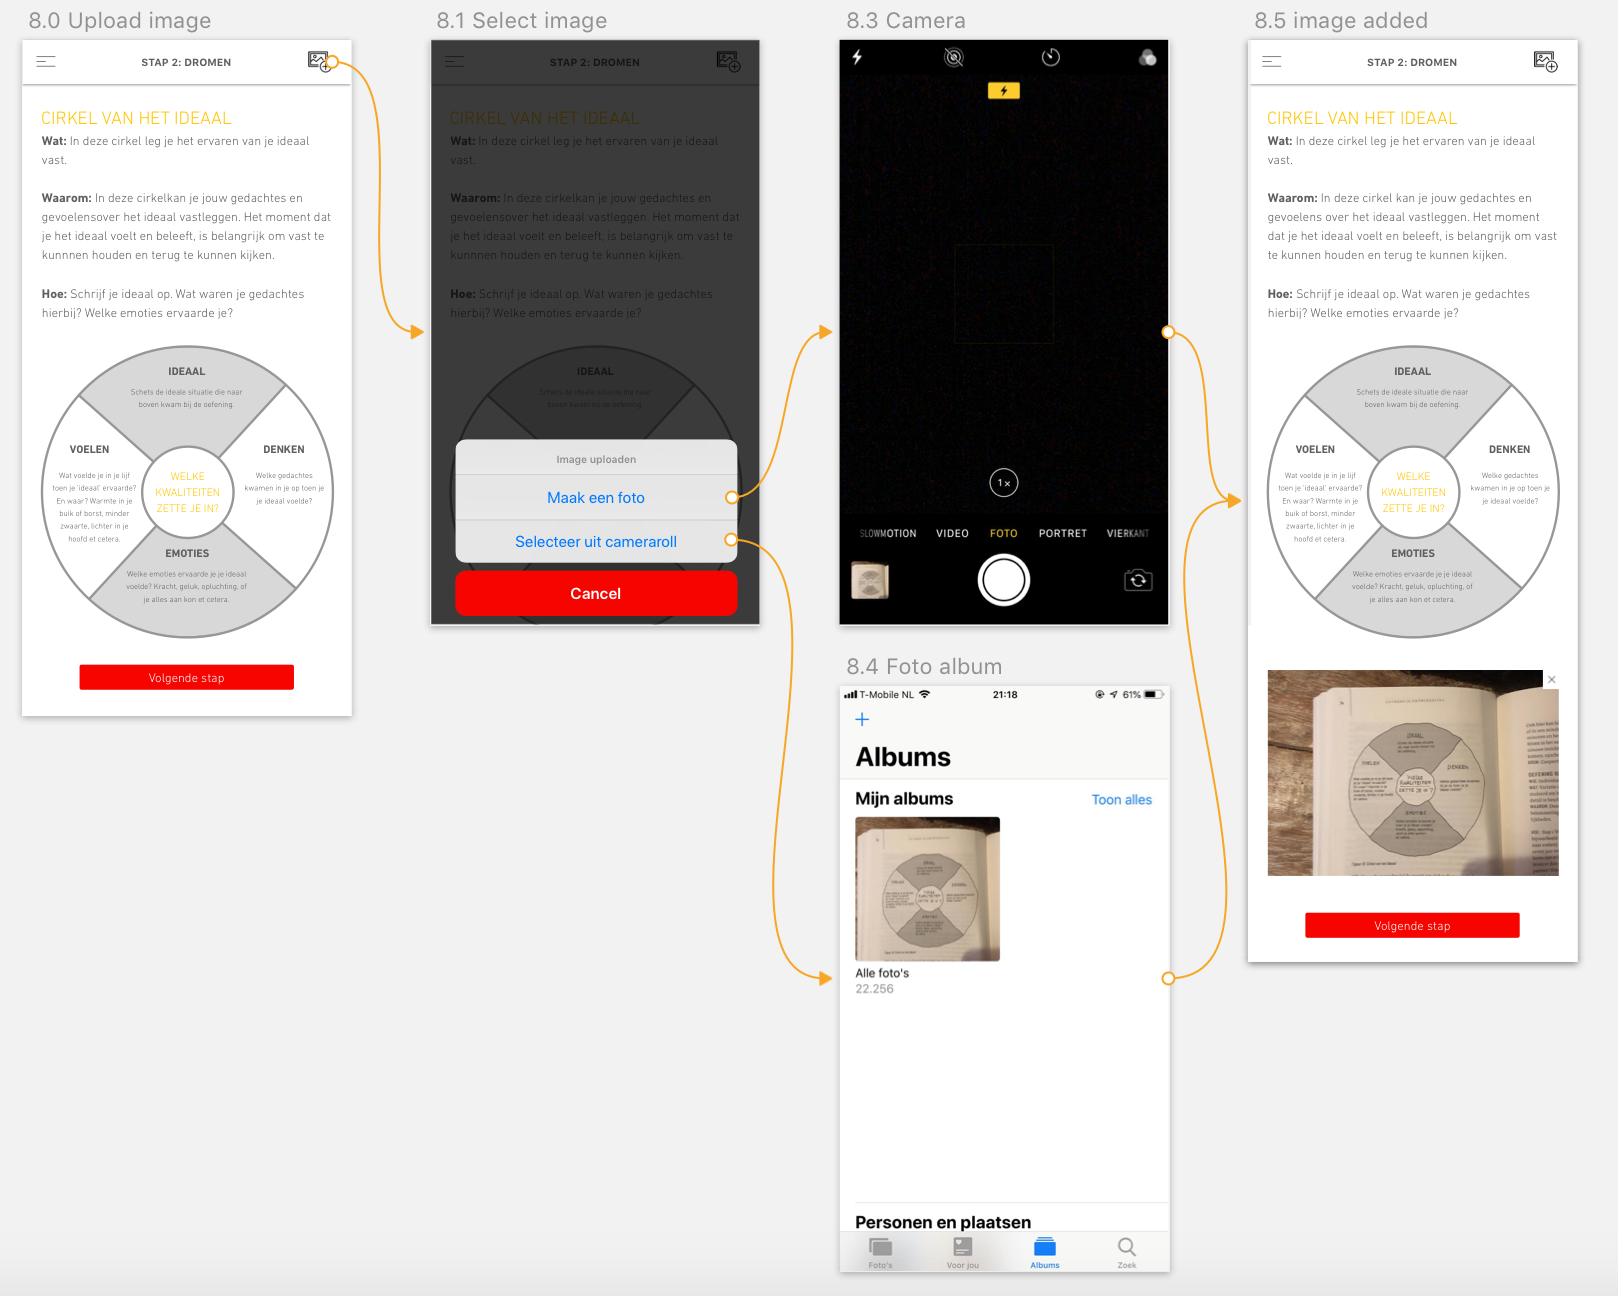 8.0 Upload image
STAP 2: DROMEN
CIRKEL VAN HET IDEAAL
Wat: In deze cirkel leg je het ervaren van je ideaal
vast.
Waarom: In deze cirkelkan je jouw gedachtes en
gevoelensover het ideaal vastleggen. Het moment dat
je het ideaal voelt en beleeft, is belangrijk om vast te
kunnnen houden en terug te kunnen kijken.
Hoe: Schrijf je ideaal op. Wat waren je gedachtes
hierbij? Welke emoties ervaarde je?
IDEAAL
Schets de ideale situatie die naar
boven kwam bij de oefening.
VOELEN
Wat voelde je in je lijf
toen je 'ideaal' ervaarde?
En waar? Warmte in je
buik of borst, minder
zwaarte, lichter in je
hoofd et cetera.
WELKE
KWALITEITEN
ZETTE JE IN?
DENKEN
Welke gedachtes
kwamen in je op toen je
je ideaal voelde?
EMOTIES
Welke emoties ervaarde je je ideaal
voelde? Kracht, geluk, opluchting, of
je alles aan kon et cetera.
Volgende stap
8.1 Select image
STAP 2: DROMEN
CIRKEL VAN HET IDEAAL
Wat: In deze cirkel leg je het ervaren van je ideaal
vast.
Waarom: In deze cirkelkan je jouw gedachtes en
gevoelensover het ideaal vastleggen. Het moment dat
je het ideaal voelt en beleeft, is belangrijk om vast te
kunnnen houden en terug te kunnen kijken.
Hoe: Schrijf je ideaal op. Wat waren je gedachtes
hierbij? Welke emoties ervaarde je?
IDEAAL
Schets de ideale situatie die naar
boven kwam bij de oefening.
Image uploaden
Maak een foto
Selecteer uit cameraroll
Cancel
8.3 Camera
1×
SLOWMOTION VIDEO FOTO PORTRET VIERKANT
8.4 Foto album
T-Mobile NL 21:18 61%
Albums
Mijn albums Toon alles
Alle foto's
22.256
Personen en plaatsen
Foto's Voor jou Albums Zoek
8.5 image added
STAP 2: DROMEN
CIRKEL VAN HET IDEAAL
Wat: In deze cirkel leg je het ervaren van je ideaal
vast.
Waarom: In deze cirkel kan je jouw gedachtes en
gevoelens over het ideaal vastleggen. Het moment
dat je het ideaal voelt en beleeft, is belangrijk om vast
te kunnen houden en terug te kunnen kijken.
Hoe: Schrijf je ideaal op. Wat waren je gedachtes
hierbij? Welke emoties ervaarde je?
IDEAAL
Schets de ideale situatie die naar
boven kwam bij de oefening.
VOELEN
Wat voelde je in je lijf
toen je 'ideaal' ervaarde?
En waar? Warmte in je
buik of borst, minder
zwaarte, lichter in je
hoofd et cetera.
WELKE
KWALITEITEN
ZETTE JE IN?
DENKEN
Welke gedachtes
kwamen in je op toen je
je ideaal voelde?
EMOTIES
Welke emoties ervaarde je je ideaal
voelde? Kracht, geluk, opluchting, of
je alles aan kon et cetera.
IDEAAL
VOELEN
DENKEN
WELKE
KWALITEITEN
ZETTE JE IN?
EMOTIES
Volgende stap